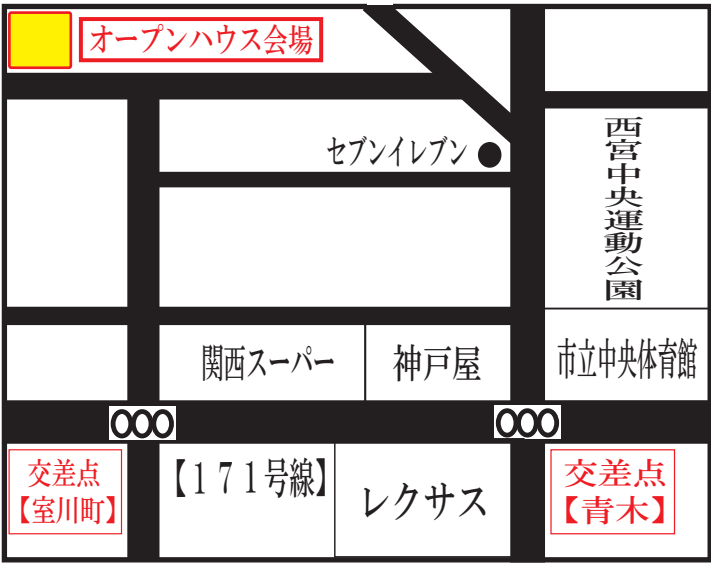 オープンハウス会場
セブンイレブン
西宮中央運動公園
関西スーパー
神戸屋
市立中央体育館
交差点
【室川町】
【171号線】
レクサス
交差点
【青木】